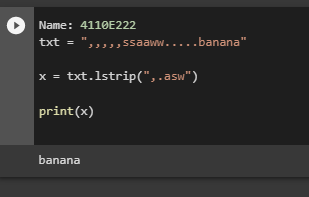 Name: 4110E222
txt = ",,,,,ssaaww.....banana"
x = txt.lstrip(",.asw")
print(x)
banana